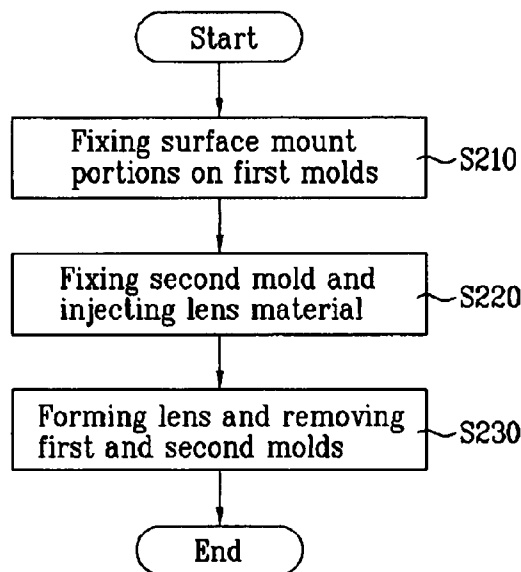 Start
Fixing surface mount
portions on first molds
S210
Fixing second mold and
injecting lens material
S220
Forming lens and removing
first and second molds
S230
End